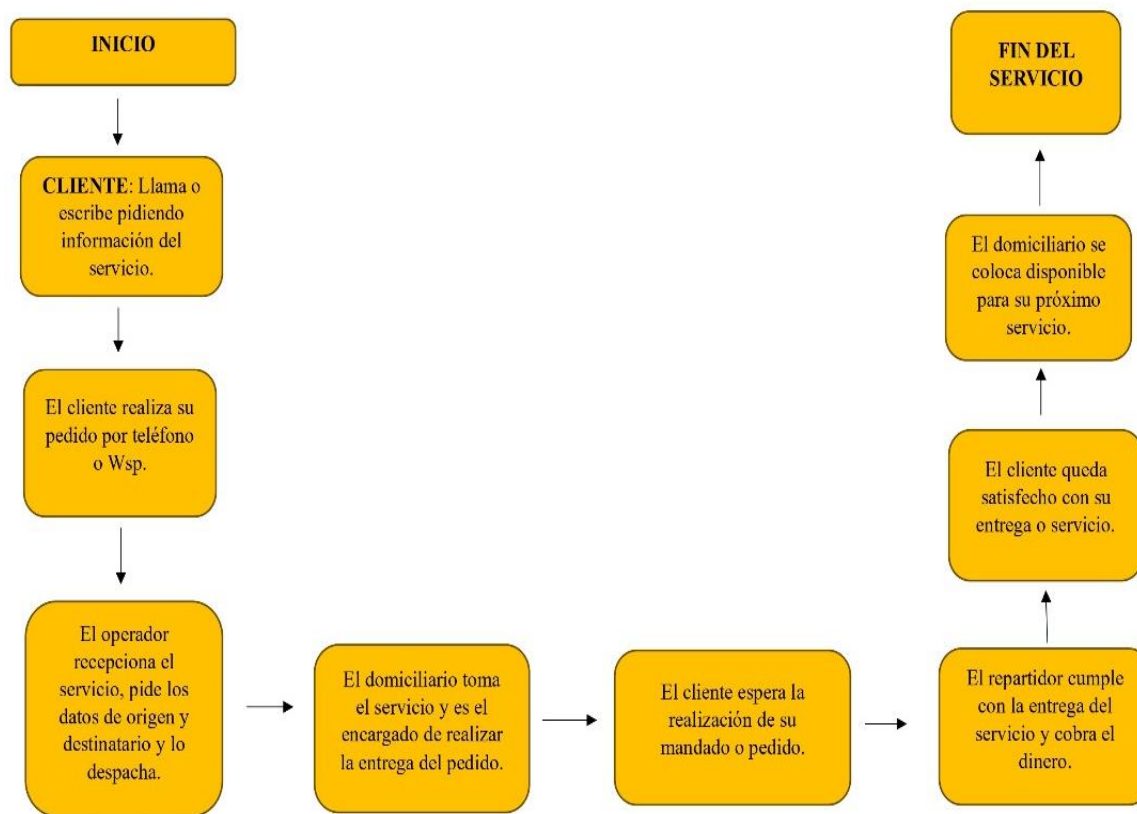 INICIO
CLIENTE: Llama o
escribe pidiendo
información del
servicio.
El cliente realiza su
pedido por teléfono
o Wsp.
El operador
recepciona el
servicio, pide los
datos de origen y
destinatario y lo
despacha.
El domiciliario toma
el servicio y es el
encargado de realizar
la entrega del pedido.
El cliente espera la
realización de su
mandado o pedido.
El repartidor cumple
con la entrega del
servicio y cobra el
dinero.
El cliente queda
satisfecho con su
entrega o servicio.
El domiciliario se
coloca disponible
para su próximo
servicio.
FIN DEL
SERVICIO